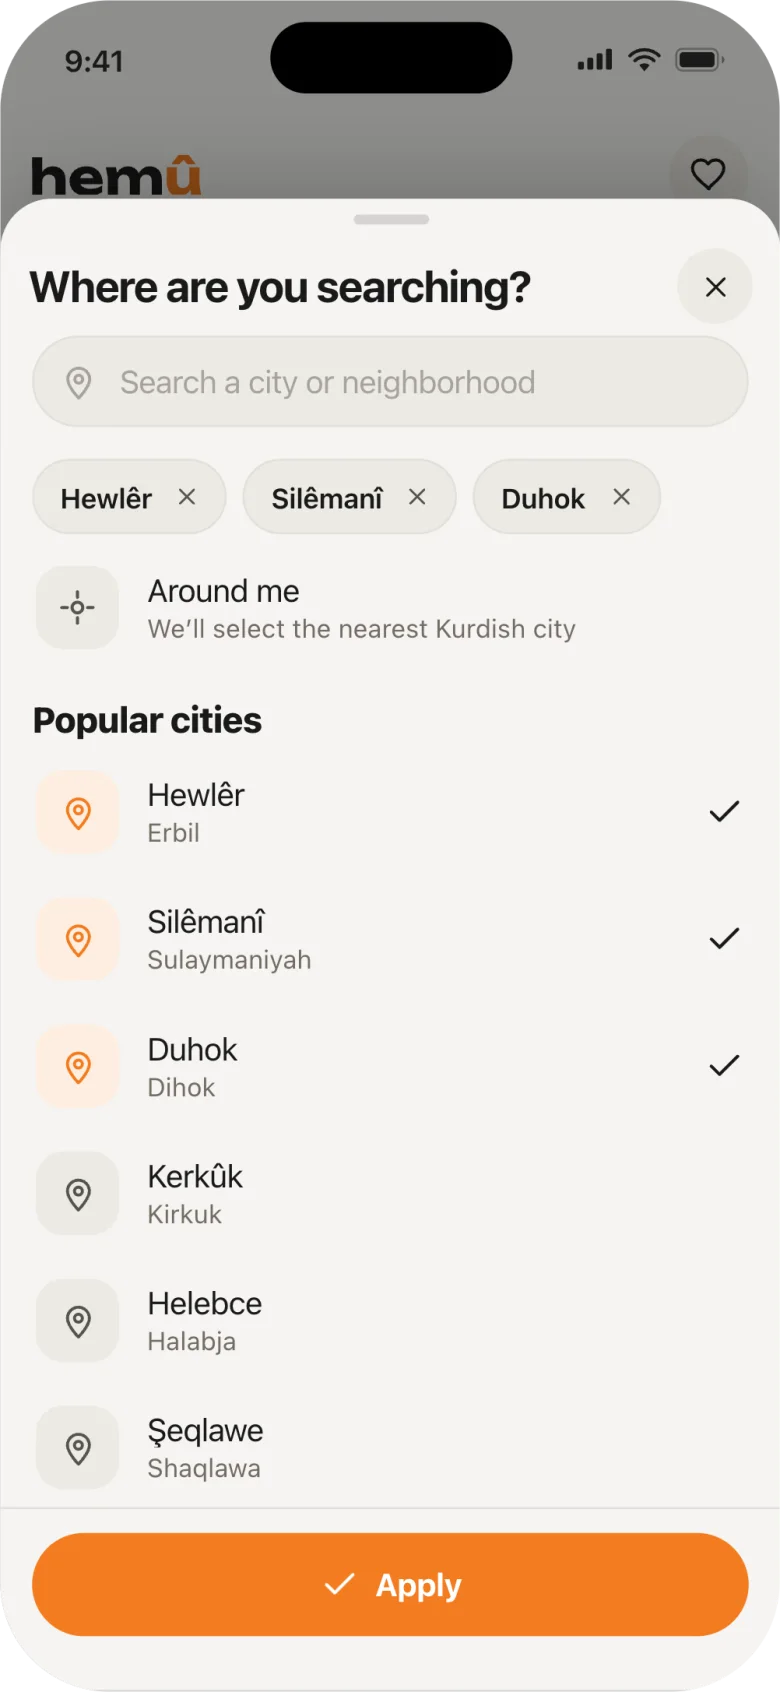 9:41
hemû
Where are you searching?
Search a city or neighborhood
Hewlêr Silêmanî Duhok
Around me
We’ll select the nearest Kurdish city
Popular cities
Hewlêr
Erbil
Silêmanî
Sulaymaniyah
Duhok
Dihok
Kerkûk
Kirkuk
Helebce
Halabja
Şeqlawe
Shaqlawa
Apply